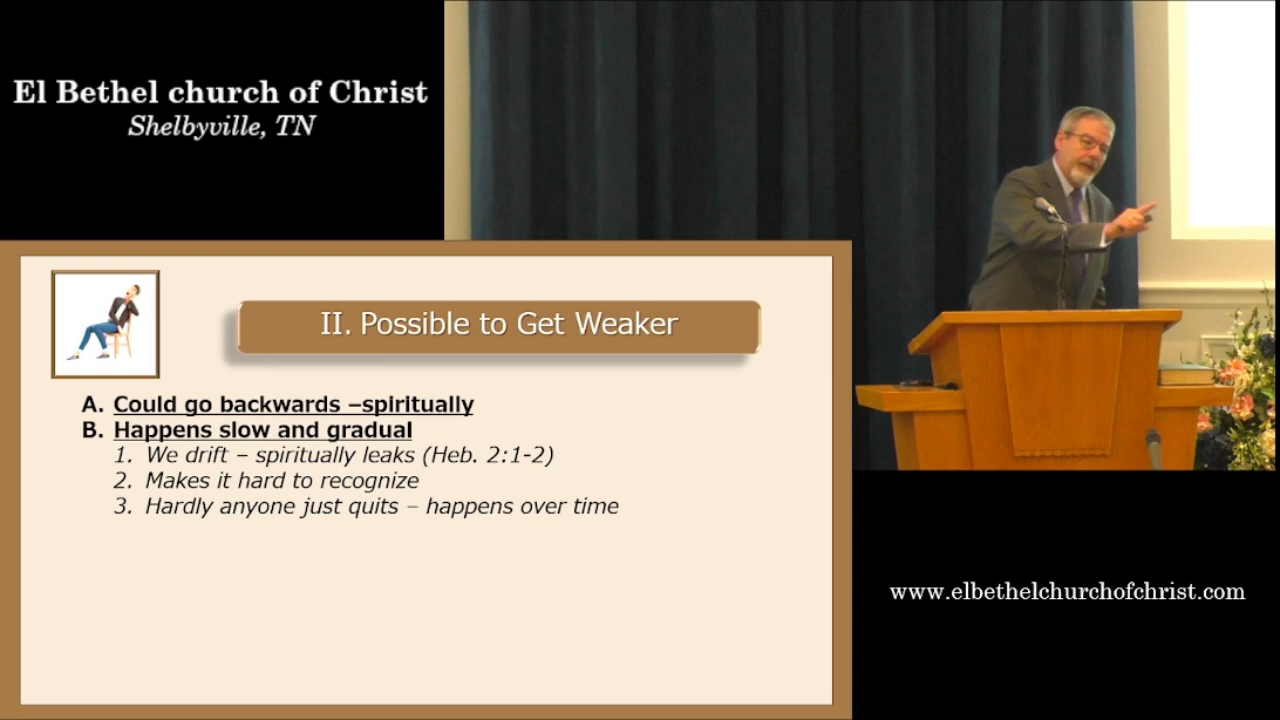 El Bethel church of Christ
Shelbyville, TN
II. Possible to Get Weaker
A. Could go backwards –spiritually
B. Happens slow and gradual
1. We drift – spiritually leaks (Heb. 2:1-2)
2. Makes it hard to recognize
3. Hardly anyone just quits – happens over time
www.elbethelchurchofchrist.com